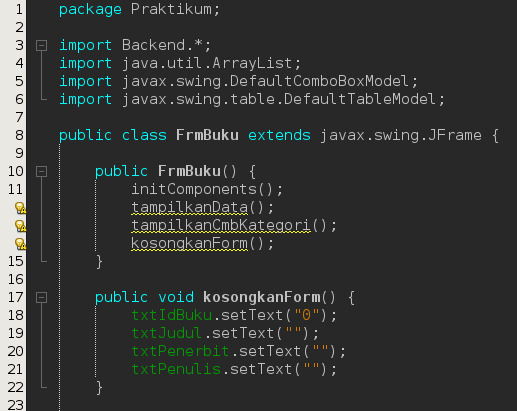 1 package Praktikum;
2
3 import Backend.*;
4 import java.util.ArrayList;
5 import javax.swing.DefaultComboBoxModel;
6 import javax.swing.table.DefaultTableModel;
7
8 public class FrmBuku extends javax.swing.JFrame {
9
10 public FrmBuku() {
11 initComponents();
tampilkanData();
tampilkanCmbKategori();
kosongkanForm();
15 }
16
17 public void kosongkanForm() {
18 txtIdBuku.setText("0");
19 txtJudul.setText("");
20 txtPenerbit.setText("");
21 txtPenulis.setText("");
22 }
23